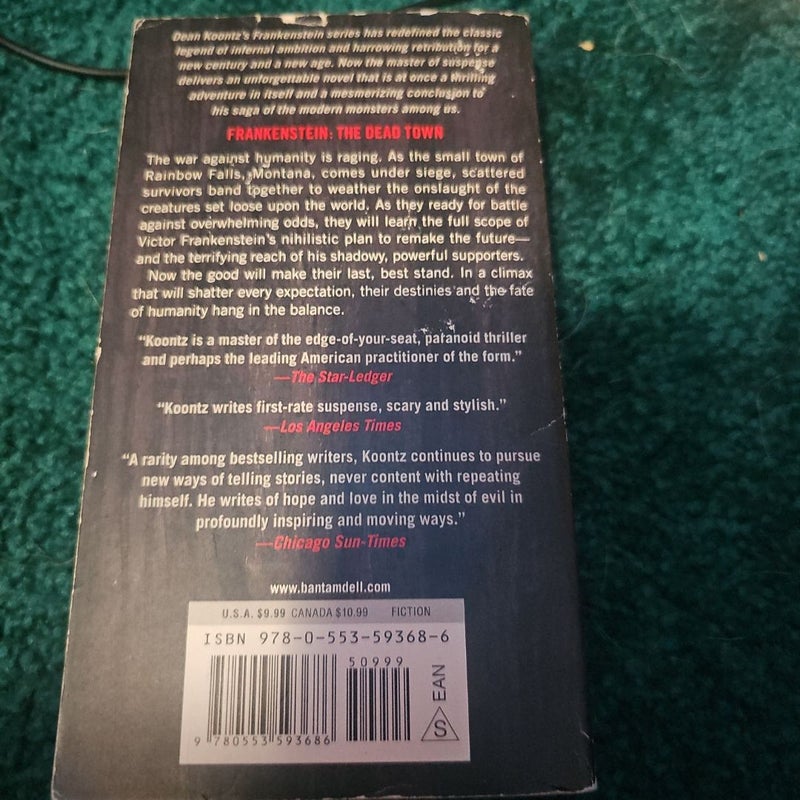 Dean Koontz's Frankenstein series has redefined the classic
legend of infernal ambition and harrowing retribution for a
new century and a new age. Now the master of suspense
delivers an unforgettable novel that is at once a thrilling
adventure in itself and a mesmerizing conclusion to
his saga of the modern monsters among us.
FRANKENSTEIN: THE DEAD TOWN
The war against humanity is raging. As the small town of
Rainbow Falls, Montana, comes under siege, scattered
survivors band together to weather the onslaught of the
creatures set loose upon the world. As they ready for battle
against overwhelming odds, they will learn the full scope of
Victor Frankenstein's nihilistic plan to remake the future—
and the terrifying reach of his shadowy, powerful supporters.
Now the good will make their last, best stand. In a climax
that will shatter every expectation, their destinies and the fate
of humanity hang in the balance.
"Koontz is a master of the edge-of-your-seat, paranoid thriller
and perhaps the leading American practitioner of the form."
—The Star-Ledger
"Koontz writes first-rate suspense, scary and stylish."
—Los Angeles Times
"A rarity among bestselling writers, Koontz continues to pursue
new ways of telling stories, never content with repeating
himself. He writes of hope and love in the midst of evil in
profoundly inspiring and moving ways."
—Chicago Sun-Times
www.bantamdell.com
U.S.A. $9.99 CANADA $10.99 FICTION
ISBN 978-0-553-59368-6
50999
9 780553 593686
S EAN